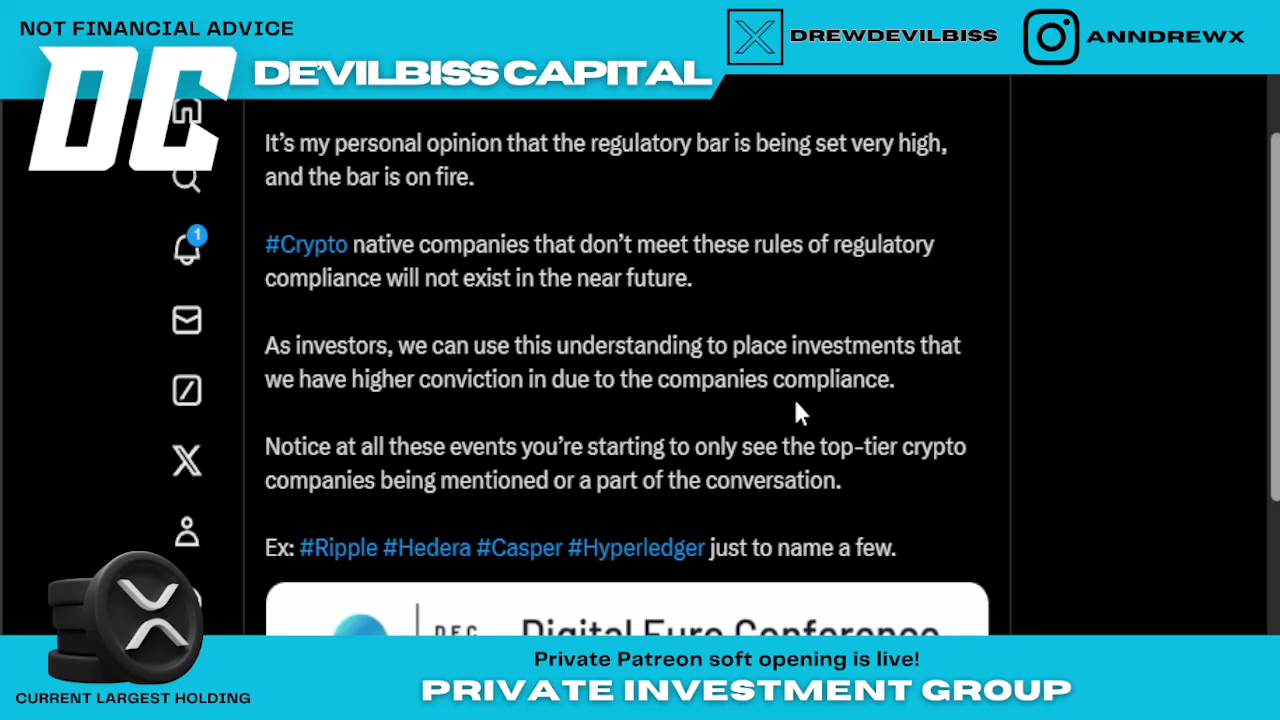 NOT FINANCIAL ADVICE
DC
DE'VILBISS CAPITAL
DREWDEVILBISS
ANNDREWX
It's my personal opinion that the regulatory bar is being set very high,
and the bar is on fire.
1
#Crypto native companies that don't meet these rules of regulatory
compliance will not exist in the near future.
As investors, we can use this understanding to place investments that
we have higher conviction in due to the companies compliance.
Notice at all these events you're starting to only see the top-tier crypto
companies being mentioned or a part of the conversation.
Ex: #Ripple #Hedera #Casper #Hyperledger just to name a few.
DEC
Digital Euro Conference
Private Patreon soft opening is live!
PRIVATE INVESTMENT GROUP
CURRENT LARGEST HOLDING